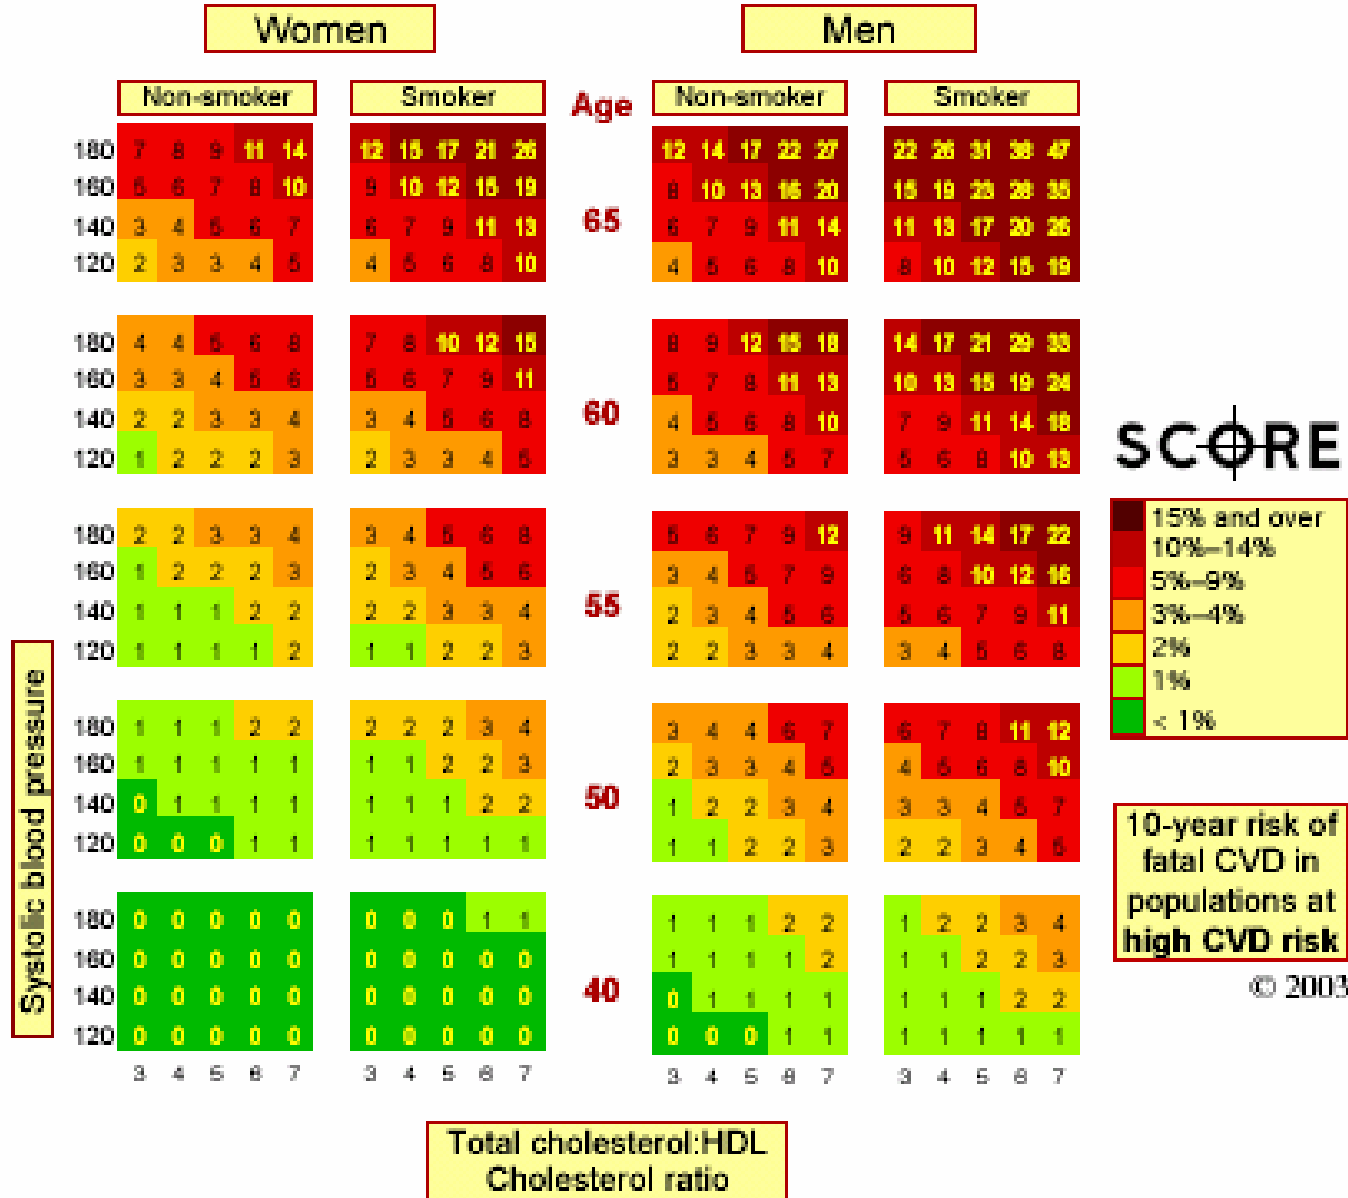 Women Men
Non-smoker Smoker Age Non-smoker Smoker
180 7 8 9 11 14 12 15 17 21 26 12 14 17 22 27 22 26 31 38 47
160 5 6 7 8 10 9 10 12 15 19 8 10 13 16 20 15 19 23 28 35
140 3 4 5 6 7 6 7 9 11 13 65 6 7 9 11 14 11 13 17 20 26
120 2 3 3 4 5 4 5 6 8 10 4 5 6 8 10 8 10 12 15 19
180 4 4 5 6 8 7 8 10 12 15 8 9 12 15 18 14 17 21 29 33
160 3 3 4 5 6 5 6 7 9 11 5 7 8 11 13 10 13 15 19 24
140 2 2 3 3 4 3 4 5 6 8 60 4 5 6 8 10 7 9 11 14 18
120 1 2 2 2 3 2 3 3 4 5 3 3 4 5 7 5 6 8 10 13
180 2 2 3 3 4 3 4 5 6 8 5 6 7 9 12 9 11 14 17 22
160 1 2 2 2 3 2 3 4 5 6 3 4 5 7 9 6 8 10 12 16
140 1 1 1 2 2 2 2 3 3 4 55 2 3 4 5 6 5 6 7 9 11
120 1 1 1 1 2 1 1 2 2 3 2 2 3 3 4 3 4 5 6 8
180 1 1 1 2 2 2 2 2 3 4 3 4 4 6 7 6 7 8 11 12
160 1 1 1 1 1 1 1 2 2 3 2 3 3 4 5 4 5 6 8 10
140 0 1 1 1 1 1 1 1 2 2 50 1 2 2 3 4 3 3 4 5 7
120 0 0 0 1 1 1 1 1 1 1 1 1 2 2 3 2 2 3 4 5
180 0 0 0 0 0 0 0 0 1 1 1 1 1 2 2 1 2 2 3 4
160 0 0 0 0 0 0 0 0 0 0 1 1 1 1 2 1 1 2 2 3
140 0 0 0 0 0 0 0 0 0 0 40 0 1 1 1 1 1 1 1 2 2
120 0 0 0 0 0 0 0 0 0 0 0 0 0 1 1 1 1 1 1 1
3 4 5 6 7 3 4 5 6 7 3 4 5 6 7 3 4 5 6 7
Systolic blood pressure
Total cholesterol:HDL
Cholesterol ratio
SCORE
15% and over
10%–14%
5%–9%
3%–4%
2%
1%
< 1%
10-year risk of
fatal CVD in
populations at
high CVD risk
© 2003